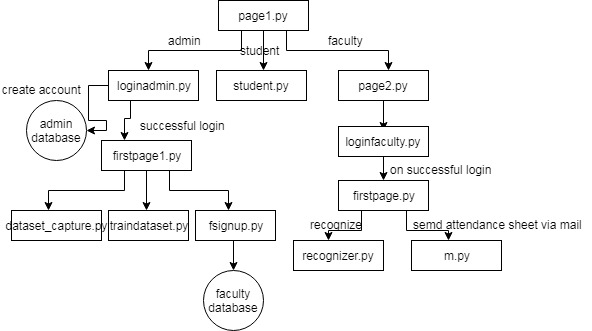 page1.py
admin
student
faculty
loginadmin.py
student.py
page2.py
create account
admin
database
successful login
loginfaculty.py
firstpage1.py
on successful login
firstpage.py
dataset_capture.py
traindataset.py
fsignup.py
recognize
semd attendance sheet via mail
recognizer.py
m.py
faculty
database